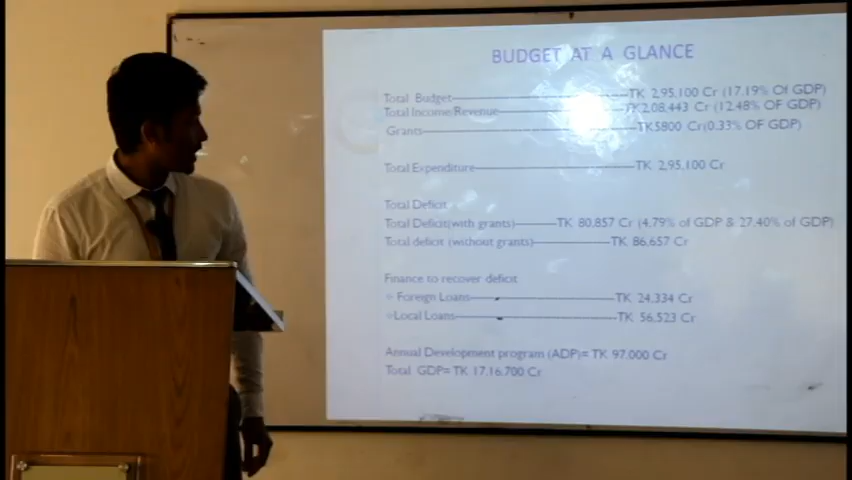 BUDGET AT A GLANCE
Total Budget----------TK 2,95,100 Cr (17.19% Of GDP)
Total Income/Revenue----------TK2,08,443 Cr (12.48% OF GDP)
Grants----------TK5800 Cr(0.33% OF GDP)
Total Expenditure----------TK 2,95,100 Cr
Total Deficit
Total Deficit(with grants)----------TK 80,857 Cr (4.79% of GDP & 27.40% of GDP)
Total deficit (without grants)----------TK 86,657 Cr
Finance to recover deficit
Foreign Loans----------TK 24,334 Cr
Local Loans----------TK 56,523 Cr
Annual Development program (ADP)= TK 97,000 Cr
Total GDP= TK 17,16,700 Cr